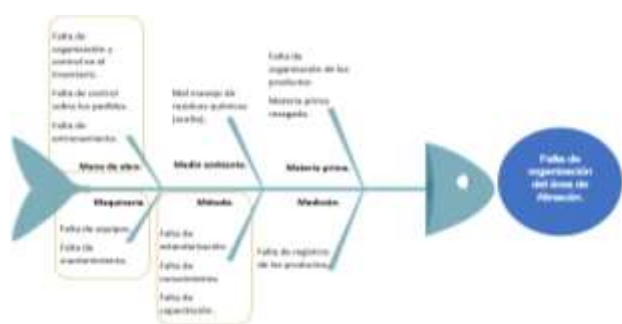 Falta de
organización y
control en el
inventario.
Falta de control
sobre los pedidos.
Falta de
entrenamiento.
Mano de obra.
Mal manejo de
residuos químicos
(aceite).
Medio ambiente.
Falta de
organización de los
productos.
Materia prima
rezagada.
Materia prima.
Falta de
organización
del área de
Almacén.
Maquinaria.
Falta de equipos.
Falta de
mantenimiento.
Método.
Falta de
estandarización.
Falta de
conocimientos.
Falta de
capacitación.
Medición.
Falta de registros
de los productos.